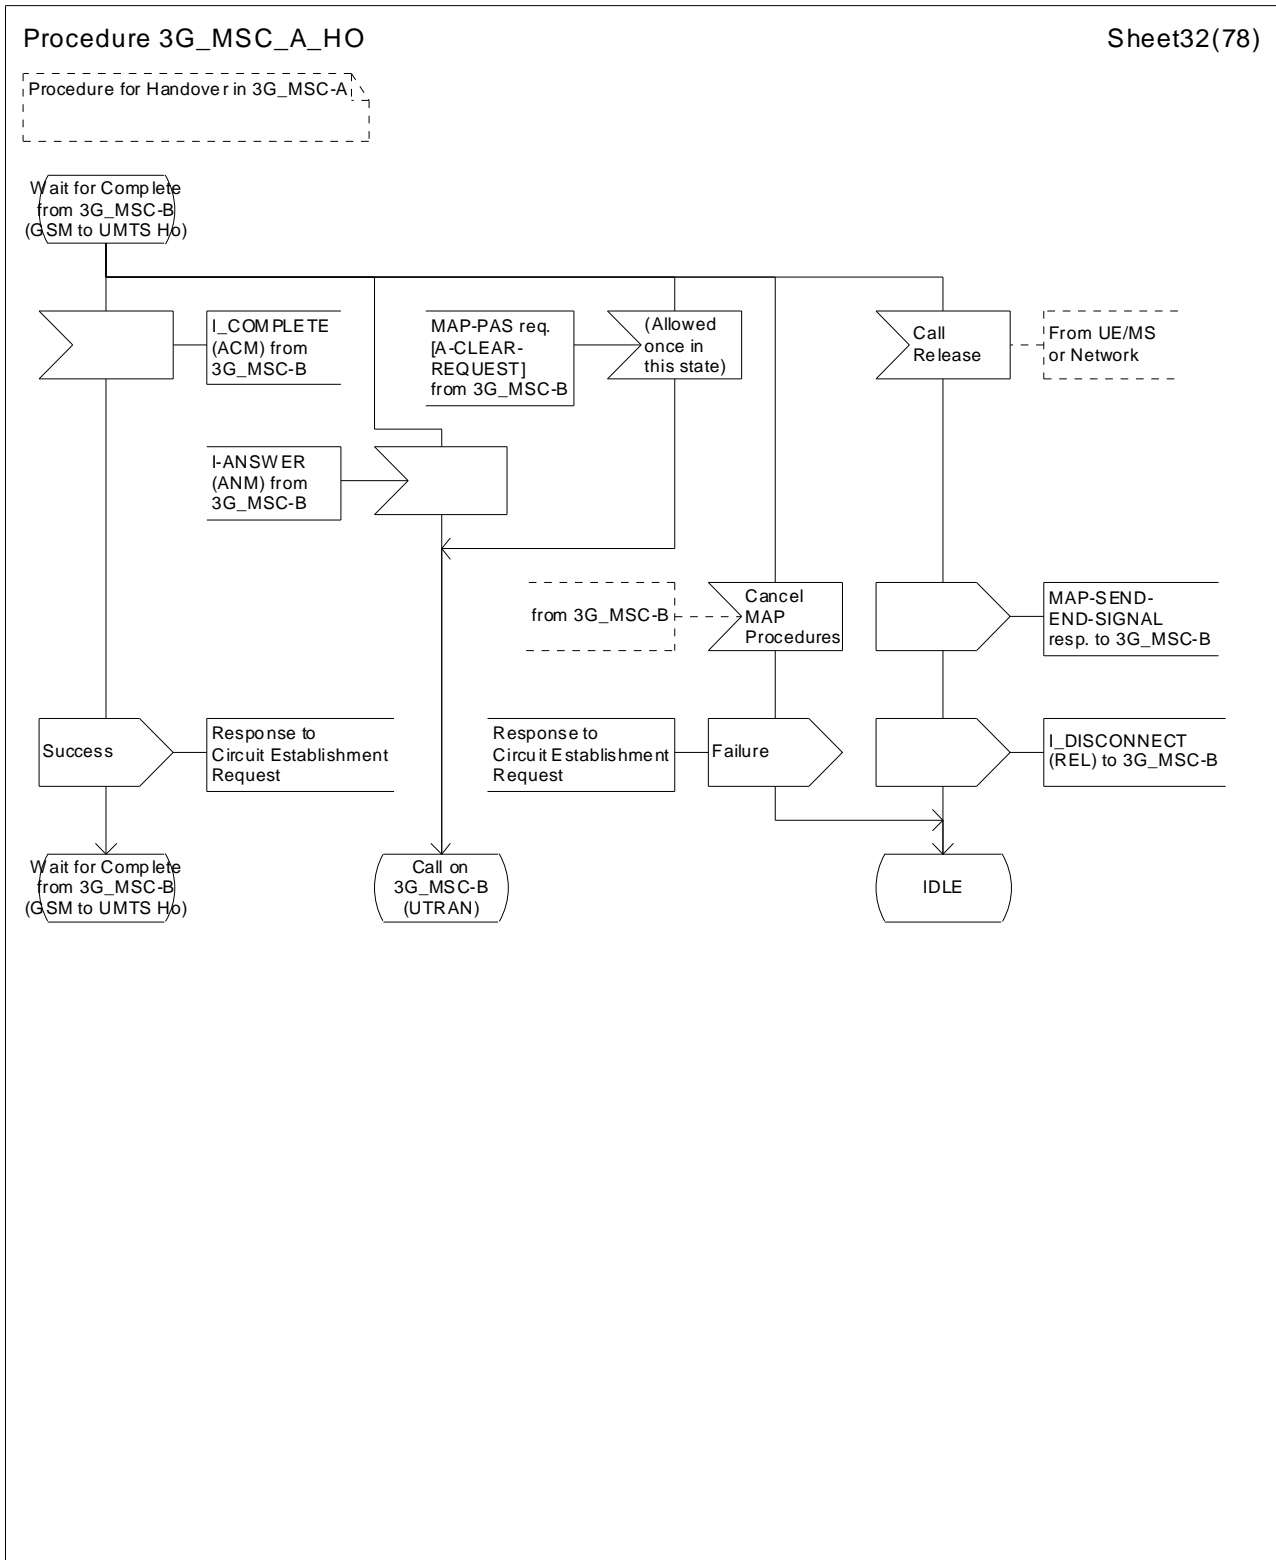 Procedure 3G_MSC_A_HO
Sheet32(78)
Procedure for Handover in 3G_MSC-A
Wait for Complete
from 3G_MSC-B
(GSM to UMTS Ho)
I_COMPLETE
(ACM) from
3G_MSC-B
MAP-PAS req.
[A-CLEAR-
REQUEST]
from 3G_MSC-B
(Allowed
once in
this state)
Call
Release
From UE/MS
or Network
I-ANSWER
(ANM) from
3G_MSC-B
from 3G_MSC-B
Cancel
MAP
Procedures
MAP-SEND-
END-SIGNAL
resp. to 3G_MSC-B
Success
Response to
Circuit Establishment
Request
Response to
Circuit Establishment
Request
Failure
I_DISCONNECT
(REL) to 3G_MSC-B
Wait for Complete
from 3G_MSC-B
(GSM to UMTS Ho)
Call on
3G_MSC-B
(UTRAN)
IDLE